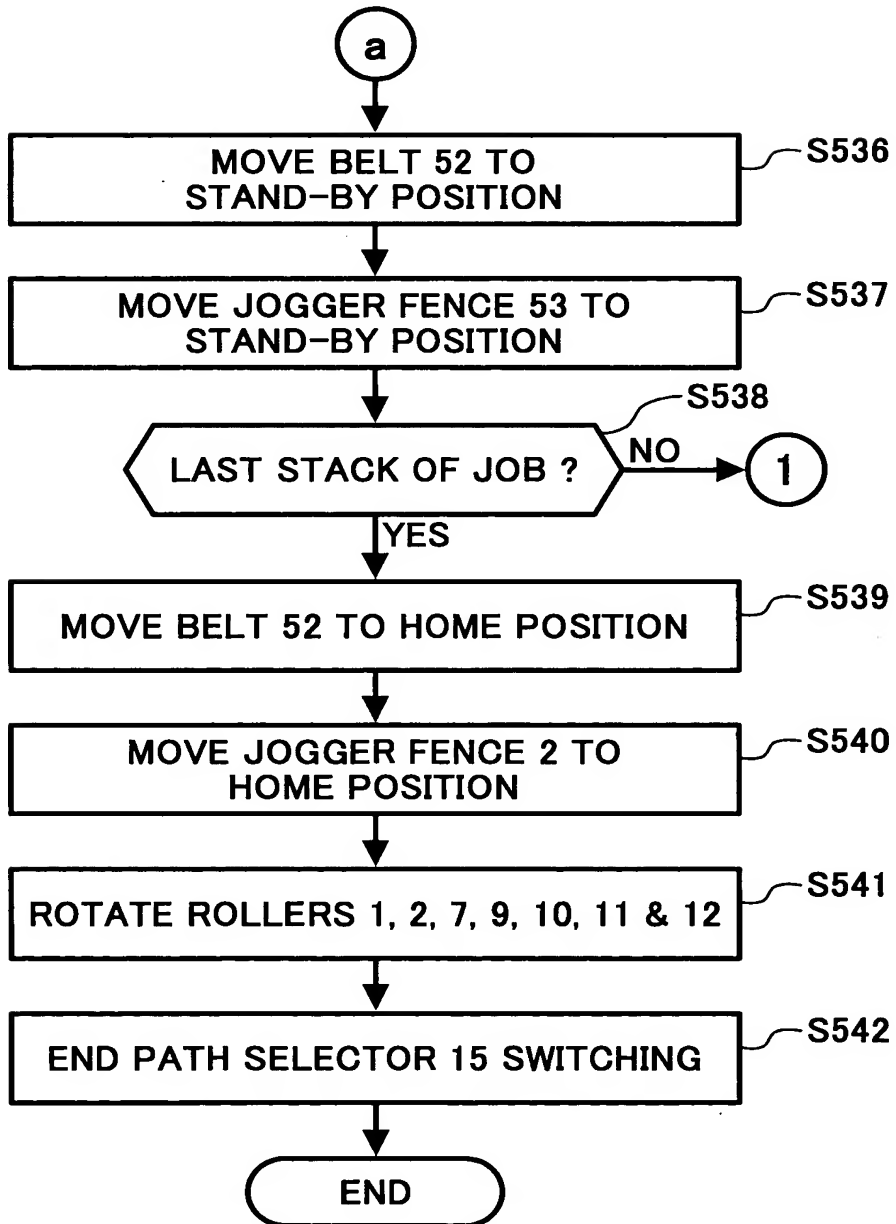 a
MOVE BELT 52 TO
STAND-BY POSITION
S536
MOVE JOGGER FENCE 53 TO
STAND-BY POSITION
S537
S538
LAST STACK OF JOB ?
NO
1
YES
MOVE BELT 52 TO HOME POSITION
S539
MOVE JOGGER FENCE 2 TO
HOME POSITION
S540
ROTATE ROLLERS 1, 2, 7, 9, 10, 11 & 12
S541
END PATH SELECTOR 15 SWITCHING
S542
END